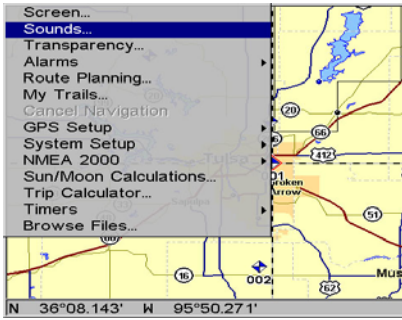 Screen...
Sounds...
Transparency...
Alarms
Route Planning...
My Trails...
Cancel Navigation
GPS Setup
System Setup
NMEA 2000
Sun/Moon Calculations...
Trip Calculator...
Timers
Browse Files...
20
66
412
Tulsa
01
Broken
Arrow
51
16
002
62
Mus
N 36°08.143' W 95°50.271'